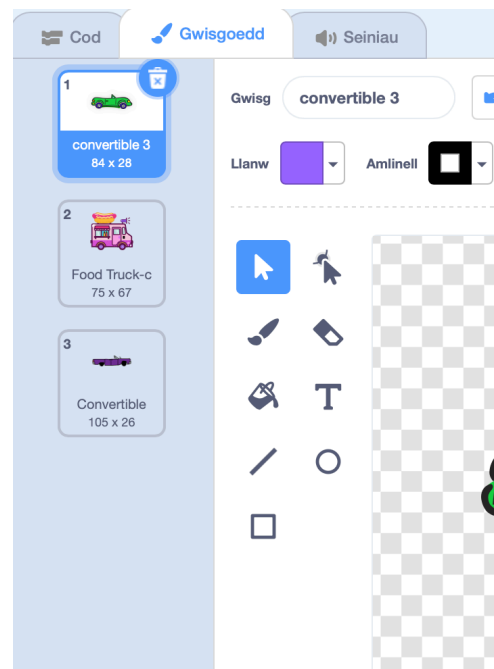 Cod
Gwisgoedd
Seiniau
1
convertible 3
84 x 28
2
Food Truck-c
75 x 67
3
Convertible
105 x 26
Gwisg
convertible 3
Llanw
Amlinell
T